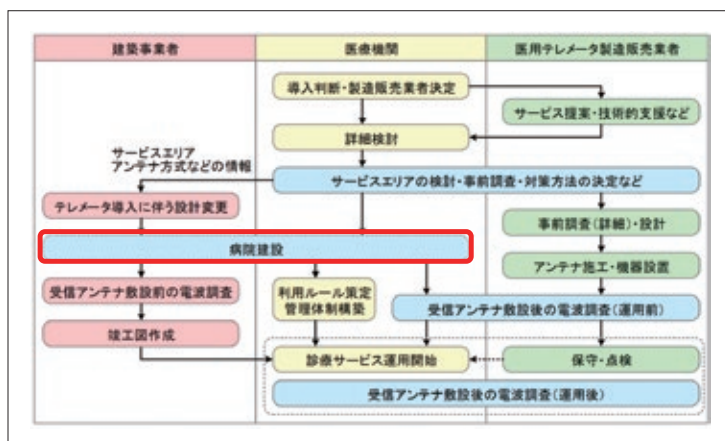 建築事業者
医療機関
医用テレメータ製造販売業者
導入判断・製造販売業者決定
サービス提案・技術的支援など
詳細検討
サービスエリア
アンテナ方式などの情報
サービスエリアの検討・事前調査・対策方法の決定など
テレメータ導入に伴う設計変更
事前調査(詳細)・設計
病院建設
アンテナ施工・機器設置
受信アンテナ敷設前の電波調査
利用ルール策定
管理体制構築
受信アンテナ敷設後の電波調査(運用前)
竣工図作成
診療サービス運用開始
保守・点検
受信アンテナ敷設後の電波調査(運用後)